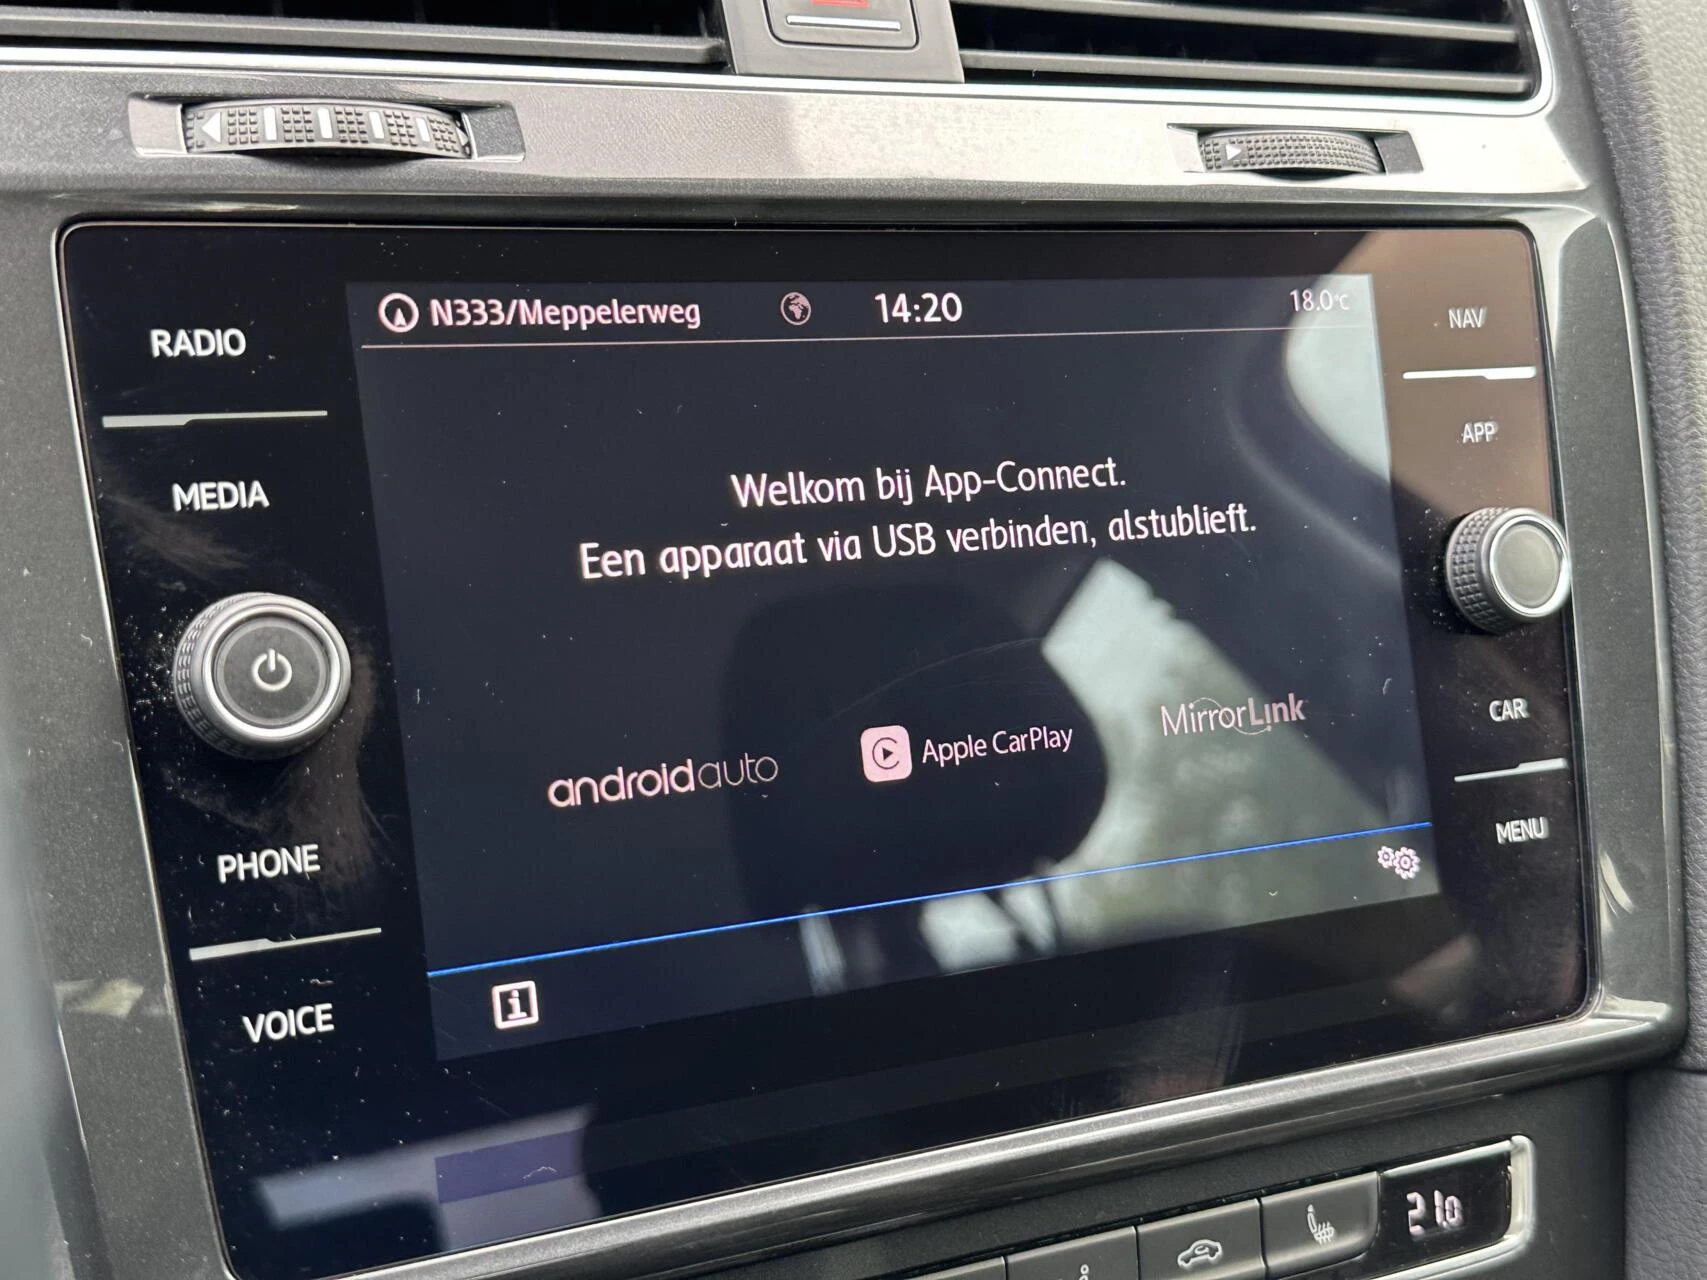 RADIO
MEDIA
PHONE
VOICE
N333/Meppelerweg 14:20 18.0°C
Welkom bij App-Connect.
Een apparaat via USB verbinden, alstublieft.
androidauto
Apple CarPlay
MirrorLink
i
NAV
APP
CAR
MENU
21.0